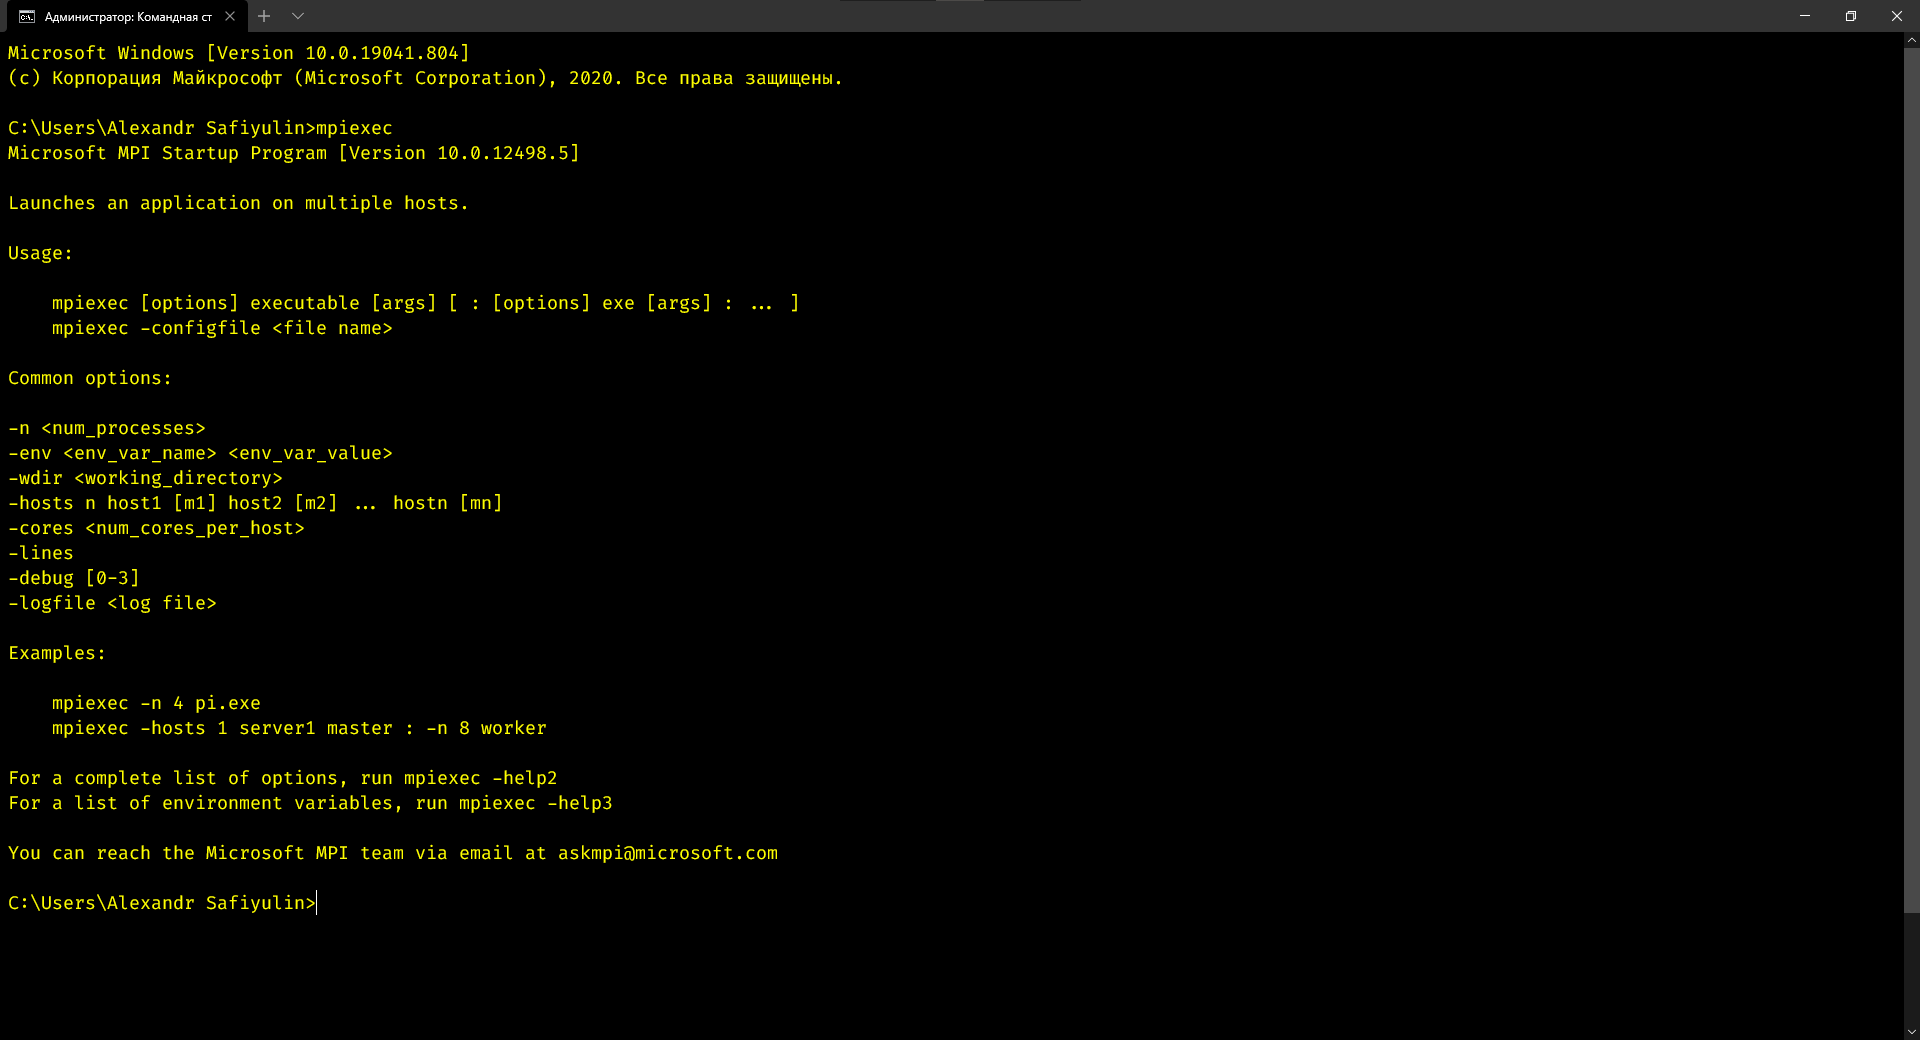 Администратор: Командная ст
Microsoft Windows [Version 10.0.19041.804]
(c) Корпорация Майкрософт (Microsoft Corporation), 2020. Все права защищены.
C:\Users\Alexandr Safiyulin>mpiexec
Microsoft MPI Startup Program [Version 10.0.12498.5]
Launches an application on multiple hosts.
Usage:
mpiexec [options] executable [args] [ : [options] exe [args] : ... ]
mpiexec -configfile <file name>
Common options:
-n <num_processes>
-env <env_var_name> <env_var_value>
-wdir <working_directory>
-hosts n host1 [m1] host2 [m2] ... hostn [mn]
-cores <num_cores_per_host>
-lines
-debug [0-3]
-logfile <log file>
Examples:
mpiexec -n 4 pi.exe
mpiexec -hosts 1 server1 master : -n 8 worker
For a complete list of options, run mpiexec -help2
For a list of environment variables, run mpiexec -help3
You can reach the Microsoft MPI team via email at askmpi@microsoft.com
C:\Users\Alexandr Safiyulin>